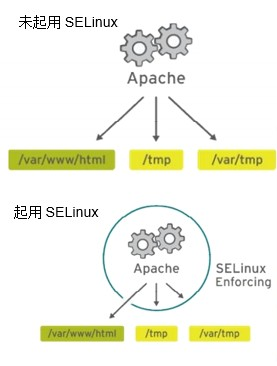 未起用 SELinux
Apache
/var/www/html
/tmp
/var/tmp
起用 SELinux
Apache
SELinux
Enforcing
/var/www/html
/tmp
/var/tmp